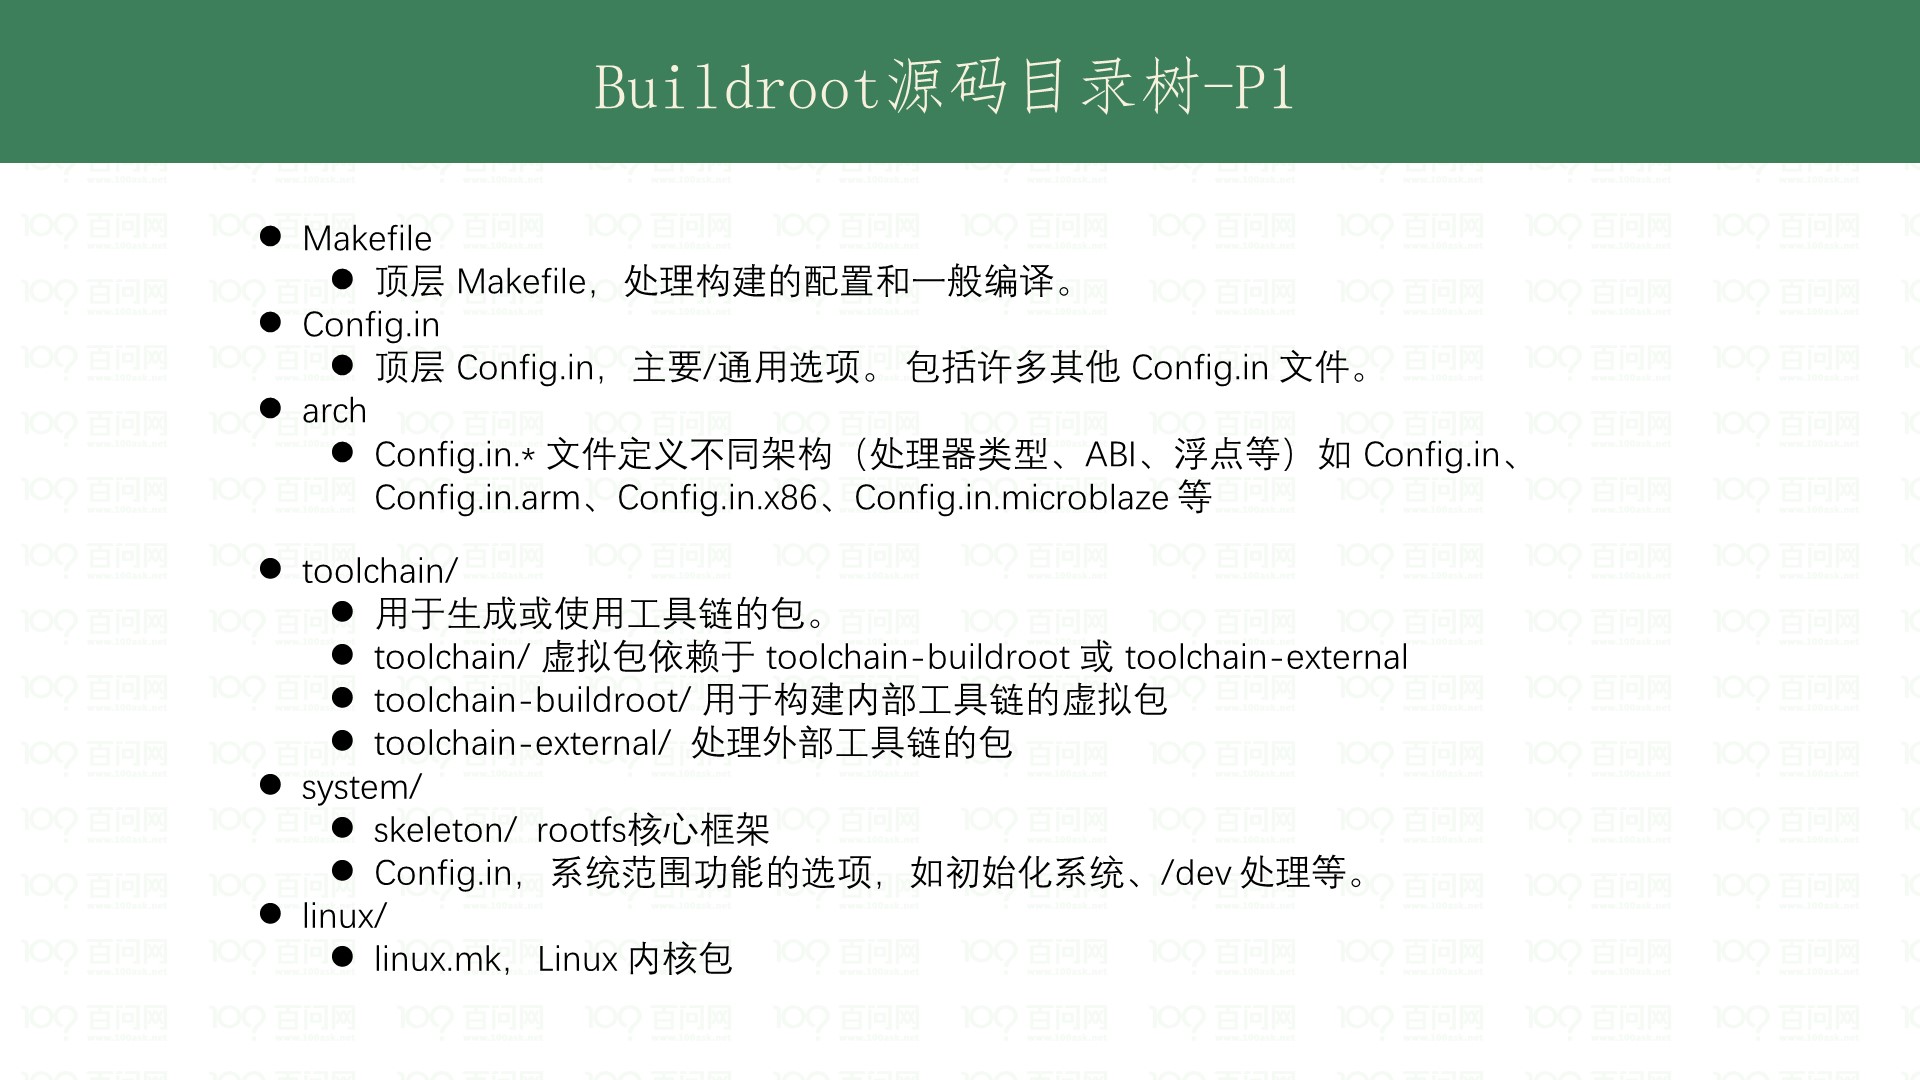 Buildroot源码目录树-P1
● Makefile
● 顶层 Makefile，处理构建的配置和一般编译。
● Config.in
● 顶层 Config.in， 主要/通用选项。 包括许多其他 Config.in 文件。
● arch
● Config.in.* 文件定义不同架构（处理器类型、ABI、浮点等）如 Config.in、
Config.in.arm、Config.in.x86、Config.in.microblaze 等
● toolchain/
● 用于生成或使用工具链的包。
● toolchain/ 虚拟包依赖于 toolchain-buildroot 或 toolchain-external
● toolchain-buildroot/ 用于构建内部工具链的虚拟包
● toolchain-external/ 处理外部工具链的包
● system/
● skeleton/ rootfs核心框架
● Config.in， 系统范围功能的选项，如初始化系统、/dev 处理等。
● linux/
● linux.mk，Linux 内核包